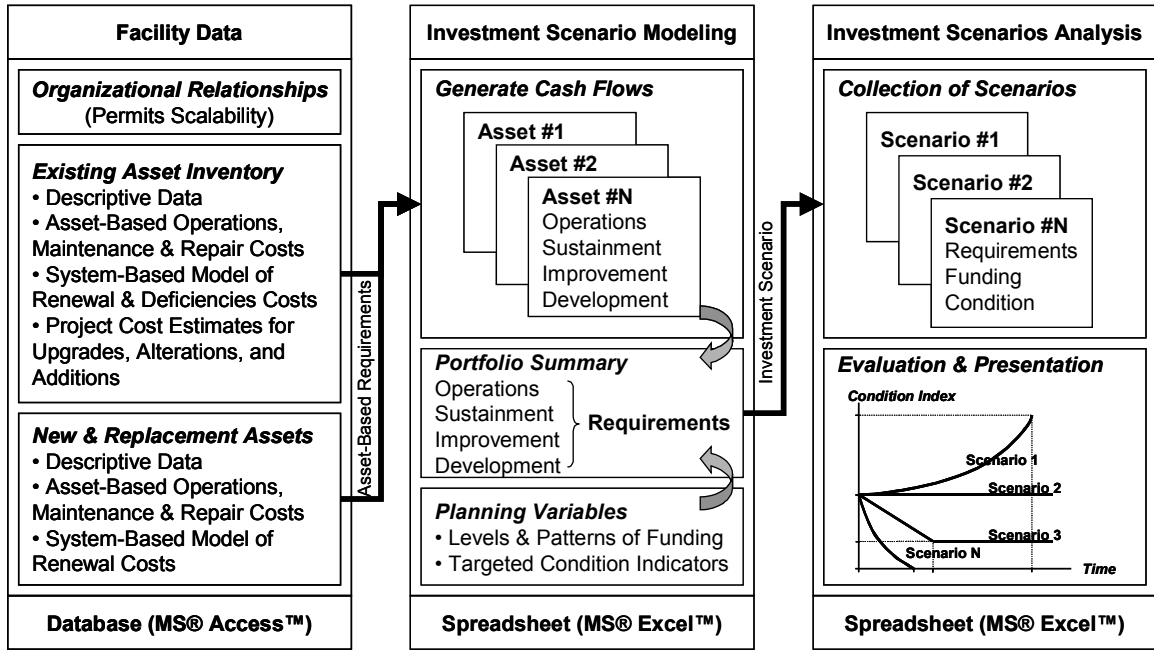 Facility Data
Organizational Relationships
(Permits Scalability)
Existing Asset Inventory
• Descriptive Data
• Asset-Based Operations,
Maintenance & Repair Costs
• System-Based Model of
Renewal & Deficiencies Costs
• Project Cost Estimates for
Upgrades, Alterations, and
Additions
New & Replacement Assets
• Descriptive Data
• Asset-Based Operations,
Maintenance & Repair Costs
• System-Based Model of
Renewal Costs
Database (MS® Access™)
Asset-Based Requirements
Investment Scenario Modeling
Generate Cash Flows
Asset #1
Asset #2
Asset #N
Operations
Sustainment
Improvement
Development
Portfolio Summary
Operations
Sustainment
Improvement
Development
Requirements
Planning Variables
• Levels & Patterns of Funding
• Targeted Condition Indicators
Spreadsheet (MS® Excel™)
Investment Scenario
Investment Scenarios Analysis
Collection of Scenarios
Scenario #1
Scenario #2
Scenario #N
Requirements
Funding
Condition
Evaluation & Presentation
Condition Index
Scenario 1
Scenario 2
Scenario 3
Scenario N
Time
Spreadsheet (MS® Excel™)